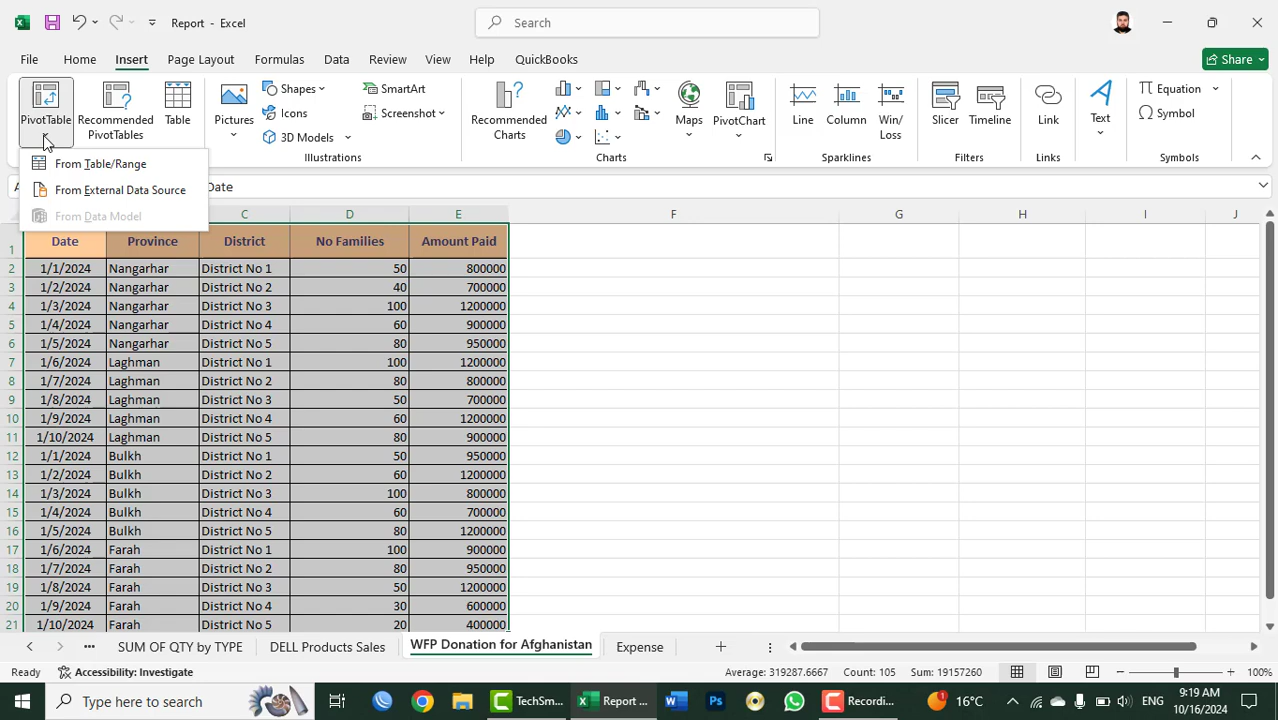 Report - Excel
Search
File Home Insert Page Layout Formulas Data Review View Help QuickBooks
Share
PivotTable
Recommended PivotTables
Table
Pictures
Shapes
Icons
3D Models
SmartArt
Screenshot
Illustrations
Recommended Charts
Maps
PivotChart
Charts
Line
Column
Win/Loss
Sparklines
Slicer
Timeline
Filters
Link
Links
Text
Equation
Symbol
Symbols
From Table/Range
From External Data Source
From Data Model
Date
C D E F G H I J
1 Date Province District No Families Amount Paid
2 1/1/2024 Nangarhar District No 1 50 800000
3 1/2/2024 Nangarhar District No 2 40 700000
4 1/3/2024 Nangarhar District No 3 100 1200000
5 1/4/2024 Nangarhar District No 4 60 900000
6 1/5/2024 Nangarhar District No 5 80 950000
7 1/6/2024 Laghman District No 1 100 1200000
8 1/7/2024 Laghman District No 2 80 800000
9 1/8/2024 Laghman District No 3 50 700000
10 1/9/2024 Laghman District No 4 60 1200000
11 1/10/2024 Laghman District No 5 80 900000
12 1/1/2024 Bulkh District No 1 50 950000
13 1/2/2024 Bulkh District No 2 60 1200000
14 1/3/2024 Bulkh District No 3 100 800000
15 1/4/2024 Bulkh District No 4 60 700000
16 1/5/2024 Bulkh District No 5 80 1200000
17 1/6/2024 Farah District No 1 100 900000
18 1/7/2024 Farah District No 2 80 950000
19 1/8/2024 Farah District No 3 50 1200000
20 1/9/2024 Farah District No 4 30 600000
21 1/10/2024 Farah District No 5 20 400000
SUM OF QTY by TYPE DELL Products Sales WFP Donation for Afghanistan Expense
Ready Accessibility: Investigate Average: 319287.6667 Count: 105 Sum: 19157260 100%
Type here to search TechSm... Report ... Recordi... 16°C ENG 9:19 AM
10/16/2024